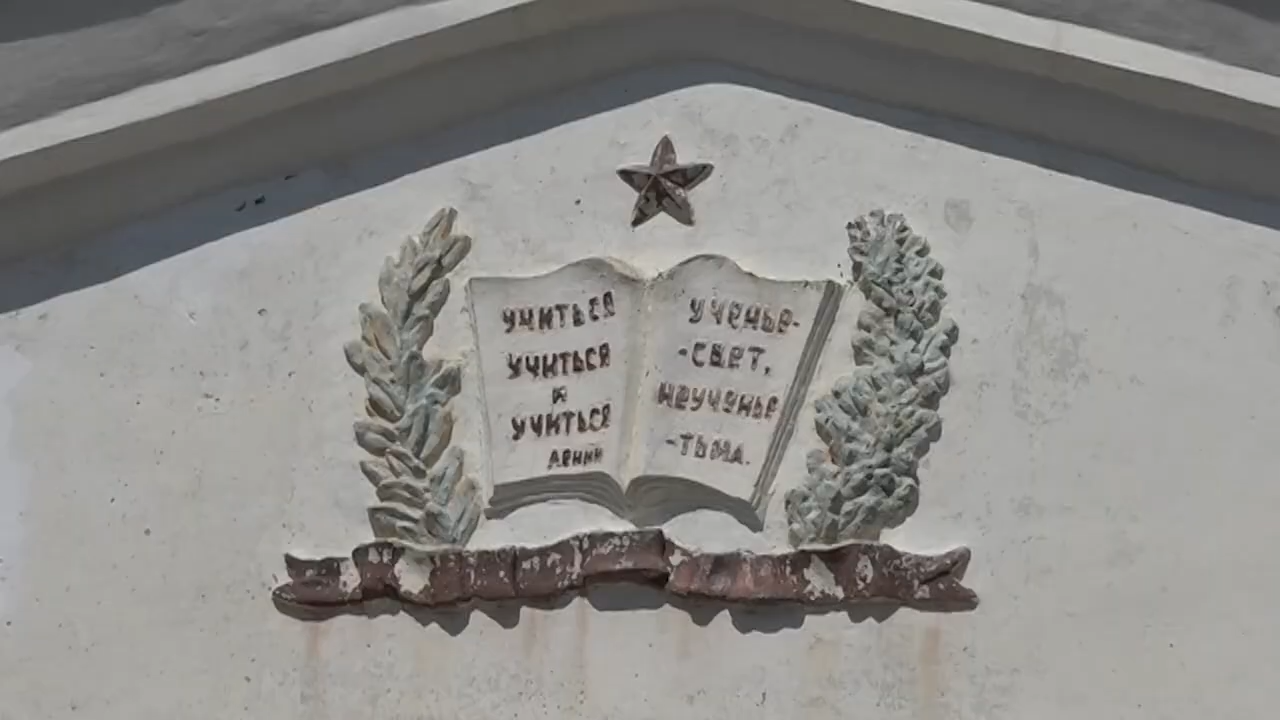 УЧИТЬСЯ
УЧИТЬСЯ
и
УЧИТЬСЯ
ЛЕНИН
УЧЕНЬЕ-
-СВЕТ,
НЕУЧЕНЬЕ
-ТЬМА.